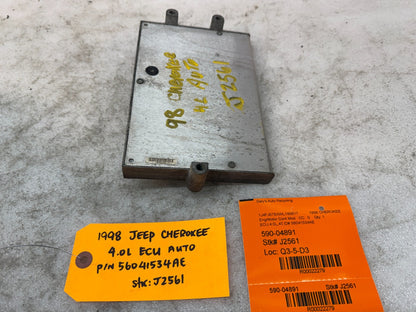 98 CHEROKEE
4L AUTO
J2561
1998 JEEP CHEROKEE
4.0L ECU AUTO
P/N 56041534AE
stk: J2561
590-04891
Stk# J2561
Loc: Q3-5-D3
R00022279
590-04891 Stk# J2561
R00022279